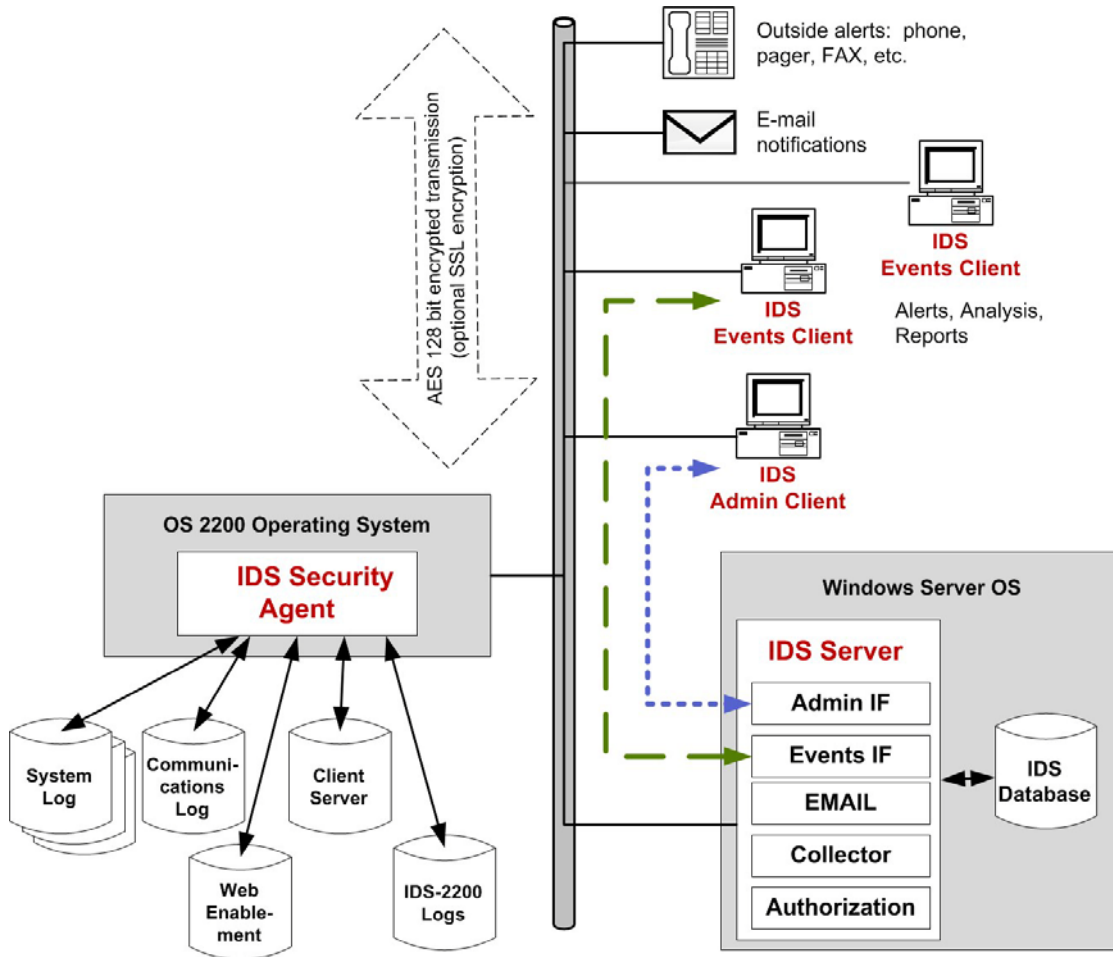 Outside alerts: phone,
pager, FAX, etc.
E-mail
notifications
IDS
Events Client
IDS
Events Client
Alerts, Analysis,
Reports
IDS
Admin Client
AES 128 bit encrypted transmission
(optional SSL encryption)
OS 2200 Operating System
IDS Security
Agent
System
Log
Communi-
cations
Log
Client
Server
Web
Enable-
ment
IDS-2200
Logs
Windows Server OS
IDS Server
Admin IF
Events IF
EMAIL
Collector
Authorization
IDS
Database